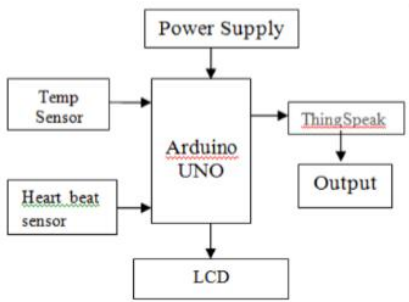 Power Supply
Temp
Sensor
Arduino
UNO
ThingSpeak
Output
Heart beat
sensor
LCD